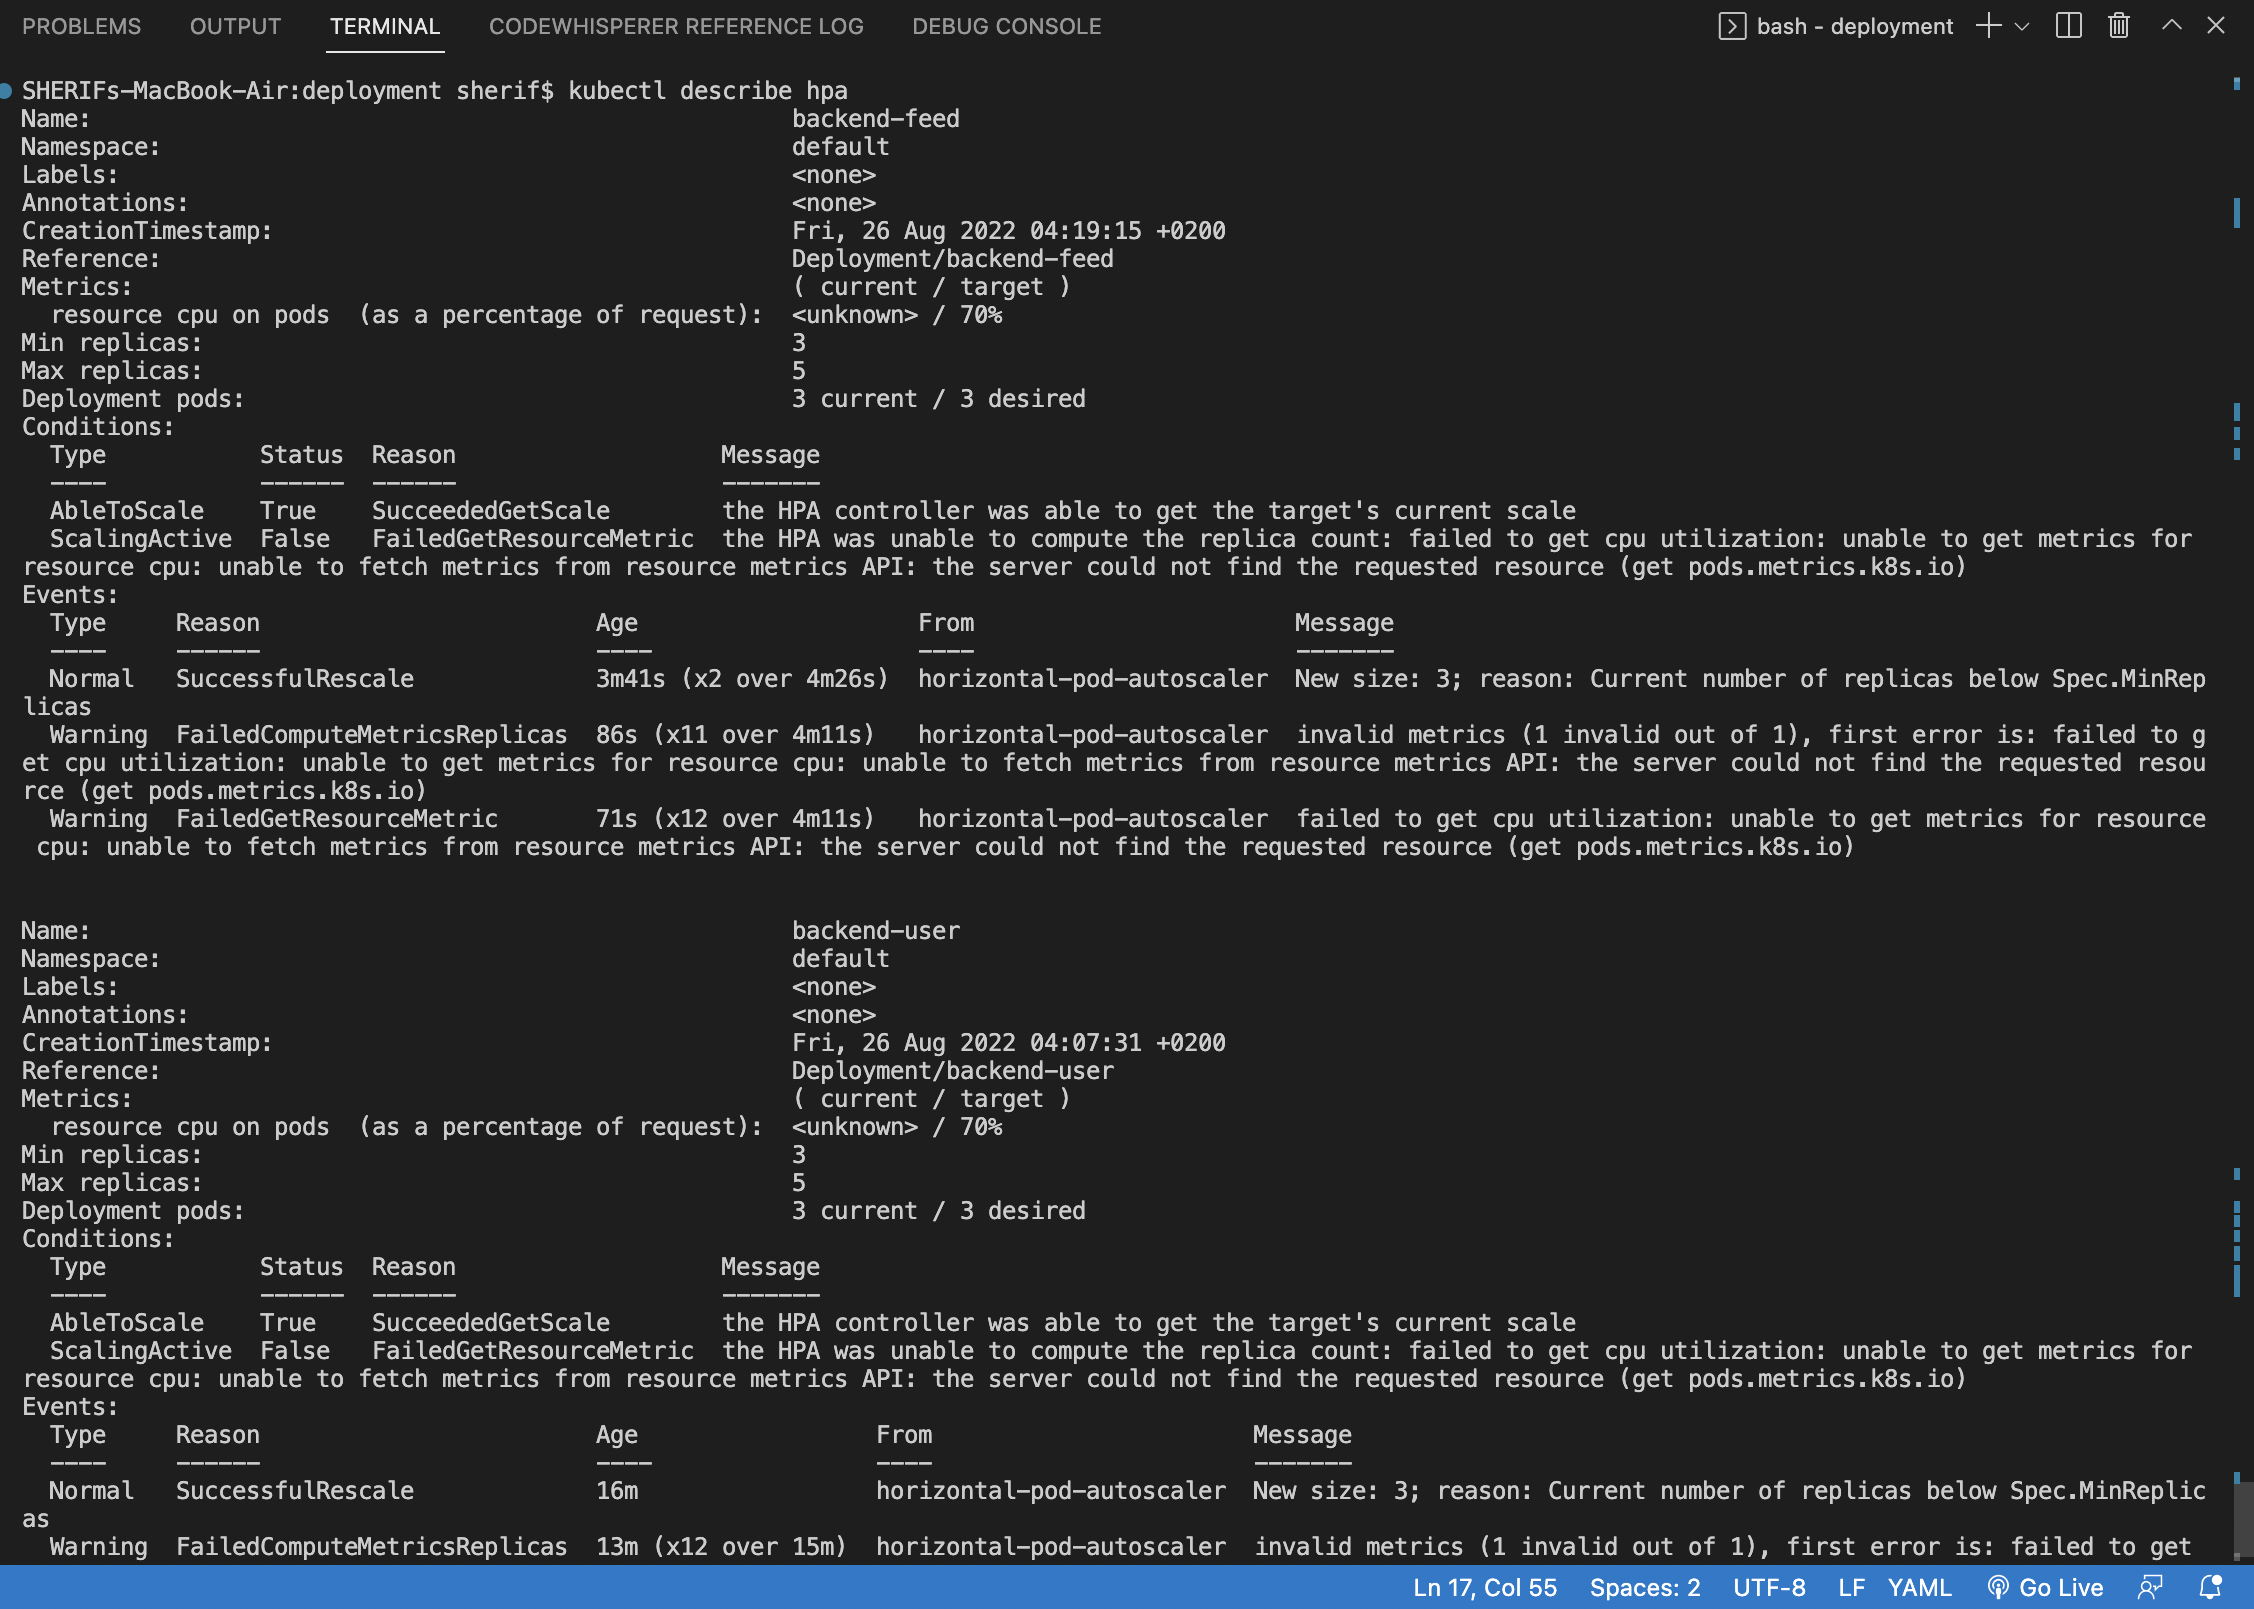 PROBLEMS OUTPUT TERMINAL CODEWHISPERER REFERENCE LOG DEBUG CONSOLE bash - deployment
SHERIFs-MacBook-Air:deployment sherif$ kubectl describe hpa
Name: backend-feed
Namespace: default
Labels: <none>
Annotations: <none>
CreationTimestamp: Fri, 26 Aug 2022 04:19:15 +0200
Reference: Deployment/backend-feed
Metrics: ( current / target )
resource cpu on pods (as a percentage of request): <unknown> / 70%
Min replicas: 3
Max replicas: 5
Deployment pods: 3 current / 3 desired
Conditions:
Type Status Reason Message
---- ------ ------ -------
AbleToScale True SucceededGetScale the HPA controller was able to get the target's current scale
ScalingActive False FailedGetResourceMetric the HPA was unable to compute the replica count: failed to get cpu utilization: unable to get metrics for
resource cpu: unable to fetch metrics from resource metrics API: the server could not find the requested resource (get pods.metrics.k8s.io)
Events:
Type Reason Age From Message
---- ------ ---- ---- -------
Normal SuccessfulRescale 3m41s (x2 over 4m26s) horizontal-pod-autoscaler New size: 3; reason: Current number of replicas below Spec.MinRep
licas
Warning FailedComputeMetricsReplicas 86s (x11 over 4m11s) horizontal-pod-autoscaler invalid metrics (1 invalid out of 1), first error is: failed to g
et cpu utilization: unable to get metrics for resource cpu: unable to fetch metrics from resource metrics API: the server could not find the requested resou
rce (get pods.metrics.k8s.io)
Warning FailedGetResourceMetric 71s (x12 over 4m11s) horizontal-pod-autoscaler failed to get cpu utilization: unable to get metrics for resource
cpu: unable to fetch metrics from resource metrics API: the server could not find the requested resource (get pods.metrics.k8s.io)
Name: backend-user
Namespace: default
Labels: <none>
Annotations: <none>
CreationTimestamp: Fri, 26 Aug 2022 04:07:31 +0200
Reference: Deployment/backend-user
Metrics: ( current / target )
resource cpu on pods (as a percentage of request): <unknown> / 70%
Min replicas: 3
Max replicas: 5
Deployment pods: 3 current / 3 desired
Conditions:
Type Status Reason Message
---- ------ ------ -------
AbleToScale True SucceededGetScale the HPA controller was able to get the target's current scale
ScalingActive False FailedGetResourceMetric the HPA was unable to compute the replica count: failed to get cpu utilization: unable to get metrics for
resource cpu: unable to fetch metrics from resource metrics API: the server could not find the requested resource (get pods.metrics.k8s.io)
Events:
Type Reason Age From Message
---- ------ ---- ---- -------
Normal SuccessfulRescale 16m horizontal-pod-autoscaler New size: 3; reason: Current number of replicas below Spec.MinReplic
as
Warning FailedComputeMetricsReplicas 13m (x12 over 15m) horizontal-pod-autoscaler invalid metrics (1 invalid out of 1), first error is: failed to get
Ln 17, Col 55 Spaces: 2 UTF-8 LF YAML Go Live